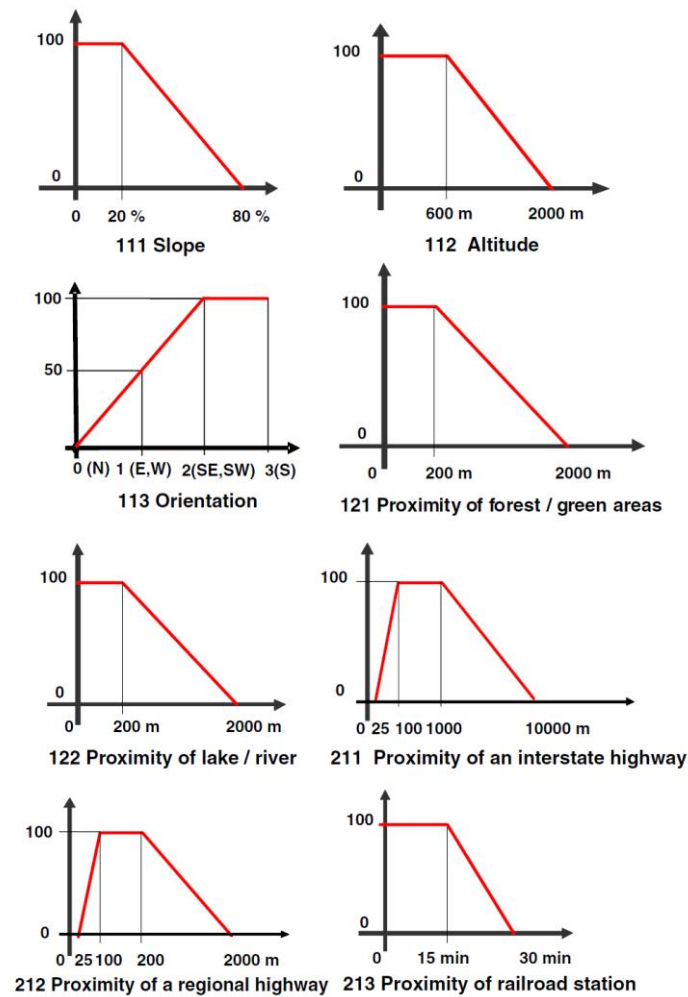 100
0
0 20 % 80 %
111 Slope
100
0
600 m 2000 m
112 Altitude
100
50
0 (N) 1 (E,W) 2(SE,SW) 3(S)
113 Orientation
100
0
0 200 m 2000 m
121 Proximity of forest / green areas
100
0
0 200 m 2000 m
122 Proximity of lake / river
100
0
0 25 100 1000 10000 m
211 Proximity of an interstate highway
100
0
0 25 100 200 2000 m
212 Proximity of a regional highway
100
0
0 15 min 30 min
213 Proximity of railroad station